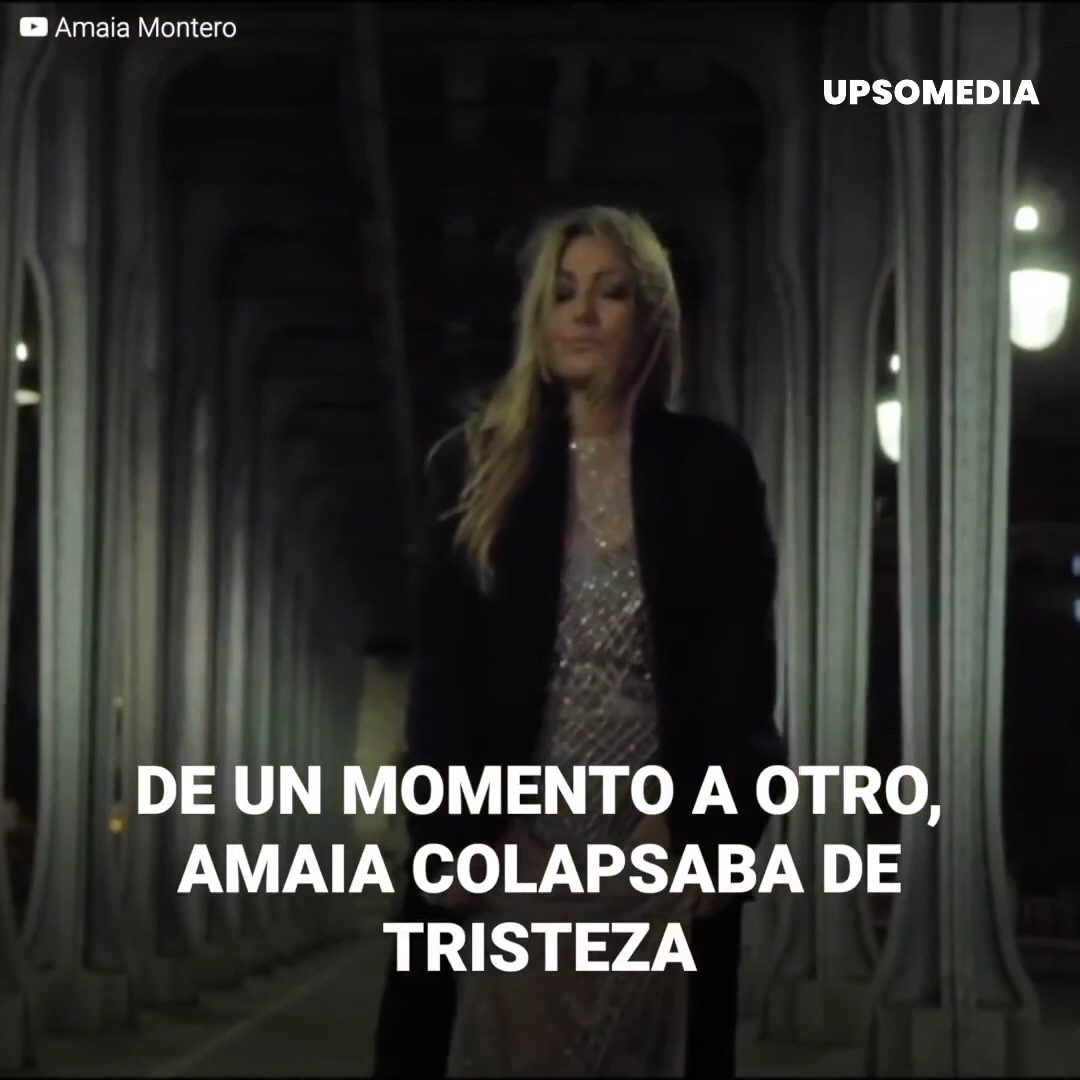 Amaia Montero
UPSOMEDIA
DE UN MOMENTO A OTRO,
AMAIA COLAPSABA DE
TRISTEZA